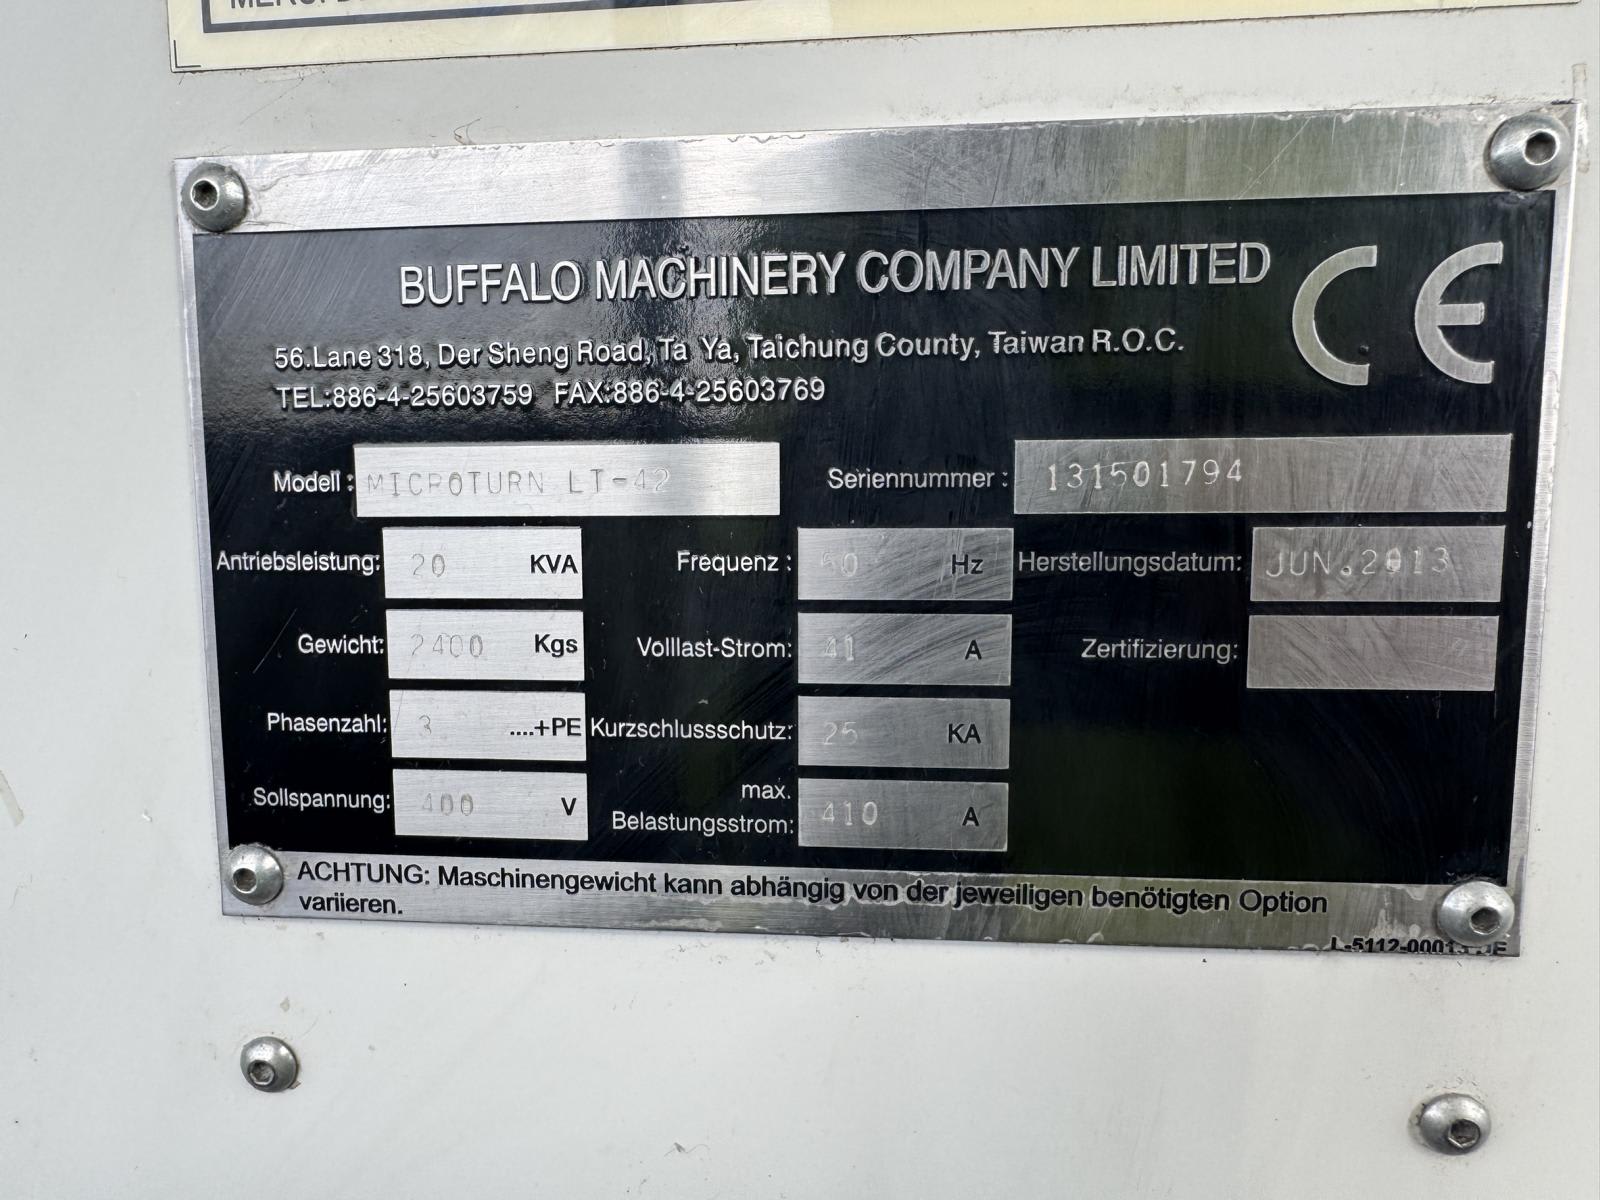 BUFFALO MACHINERY COMPANY LIMITED
CE
56.Lane 318, Der Sheng Road, Ta Ya, Taichung County, Taiwan R.O.C.
TEL:886-4-25603759 FAX:886-4-25603769
Modell: MICROTURN LT-42 Seriennummer: 131501794
Antriebsleistung: 20 KVA Frequenz: 50 Hz Herstellungsdatum: JUN.2013
Gewicht: 2400 Kgs Volllast-Strom: 41 A Zertifizierung:
Phasenzahl: 3 ....+PE Kurzschlussschutz: 25 KA
Sollspannung: 400 V max. Belastungsstrom: 410 A
ACHTUNG: Maschinengewicht kann abhängig von der jeweiligen benötigten Option
variieren.